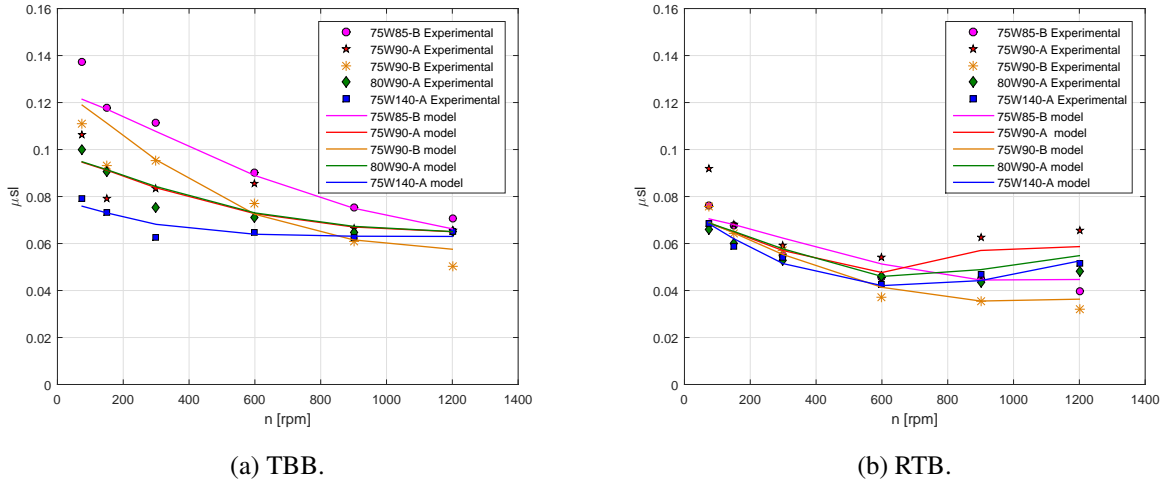 0.16
0.14
0.12
0.1
0.08
0.06
0.04
0.02
0
μsl
0 200 400 600 800 1000 1200 1400
n [rpm]
75W85-B Experimental
75W90-A Experimental
75W90-B Experimental
80W90-A Experimental
75W140-A Experimental
75W85-B model
75W90-A model
75W90-B model
80W90-A model
75W140-A model
(a) TBB.
0.16
0.14
0.12
0.1
0.08
0.06
0.04
0.02
0
μsl
0 200 400 600 800 1000 1200 1400
n [rpm]
75W85-B Experimental
75W90-A Experimental
75W90-B Experimental
80W90-A Experimental
75W140-A Experimental
75W85-B model
75W90-A model
75W90-B model
80W90-A model
75W140-A model
(b) RTB.